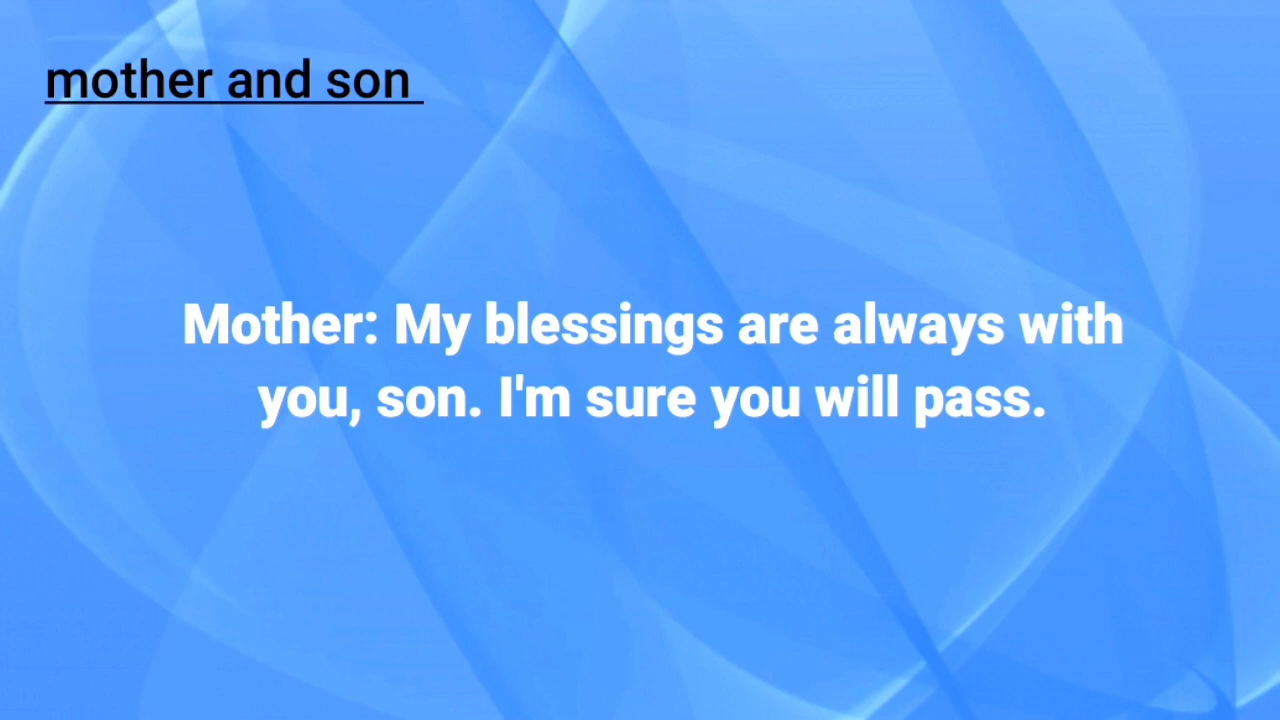 mother and son
Mother: My blessings are always with
you, son. I'm sure you will pass.